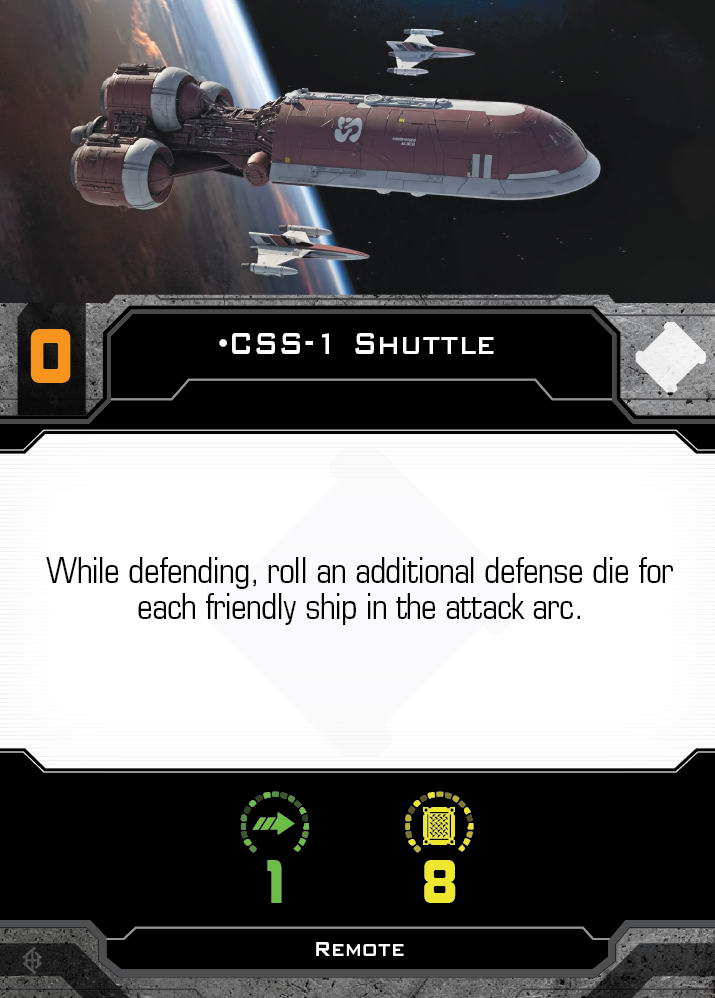 0
•CSS-1 Shuttle
While defending, roll an additional defense die for
each friendly ship in the attack arc.
1
8
Remote